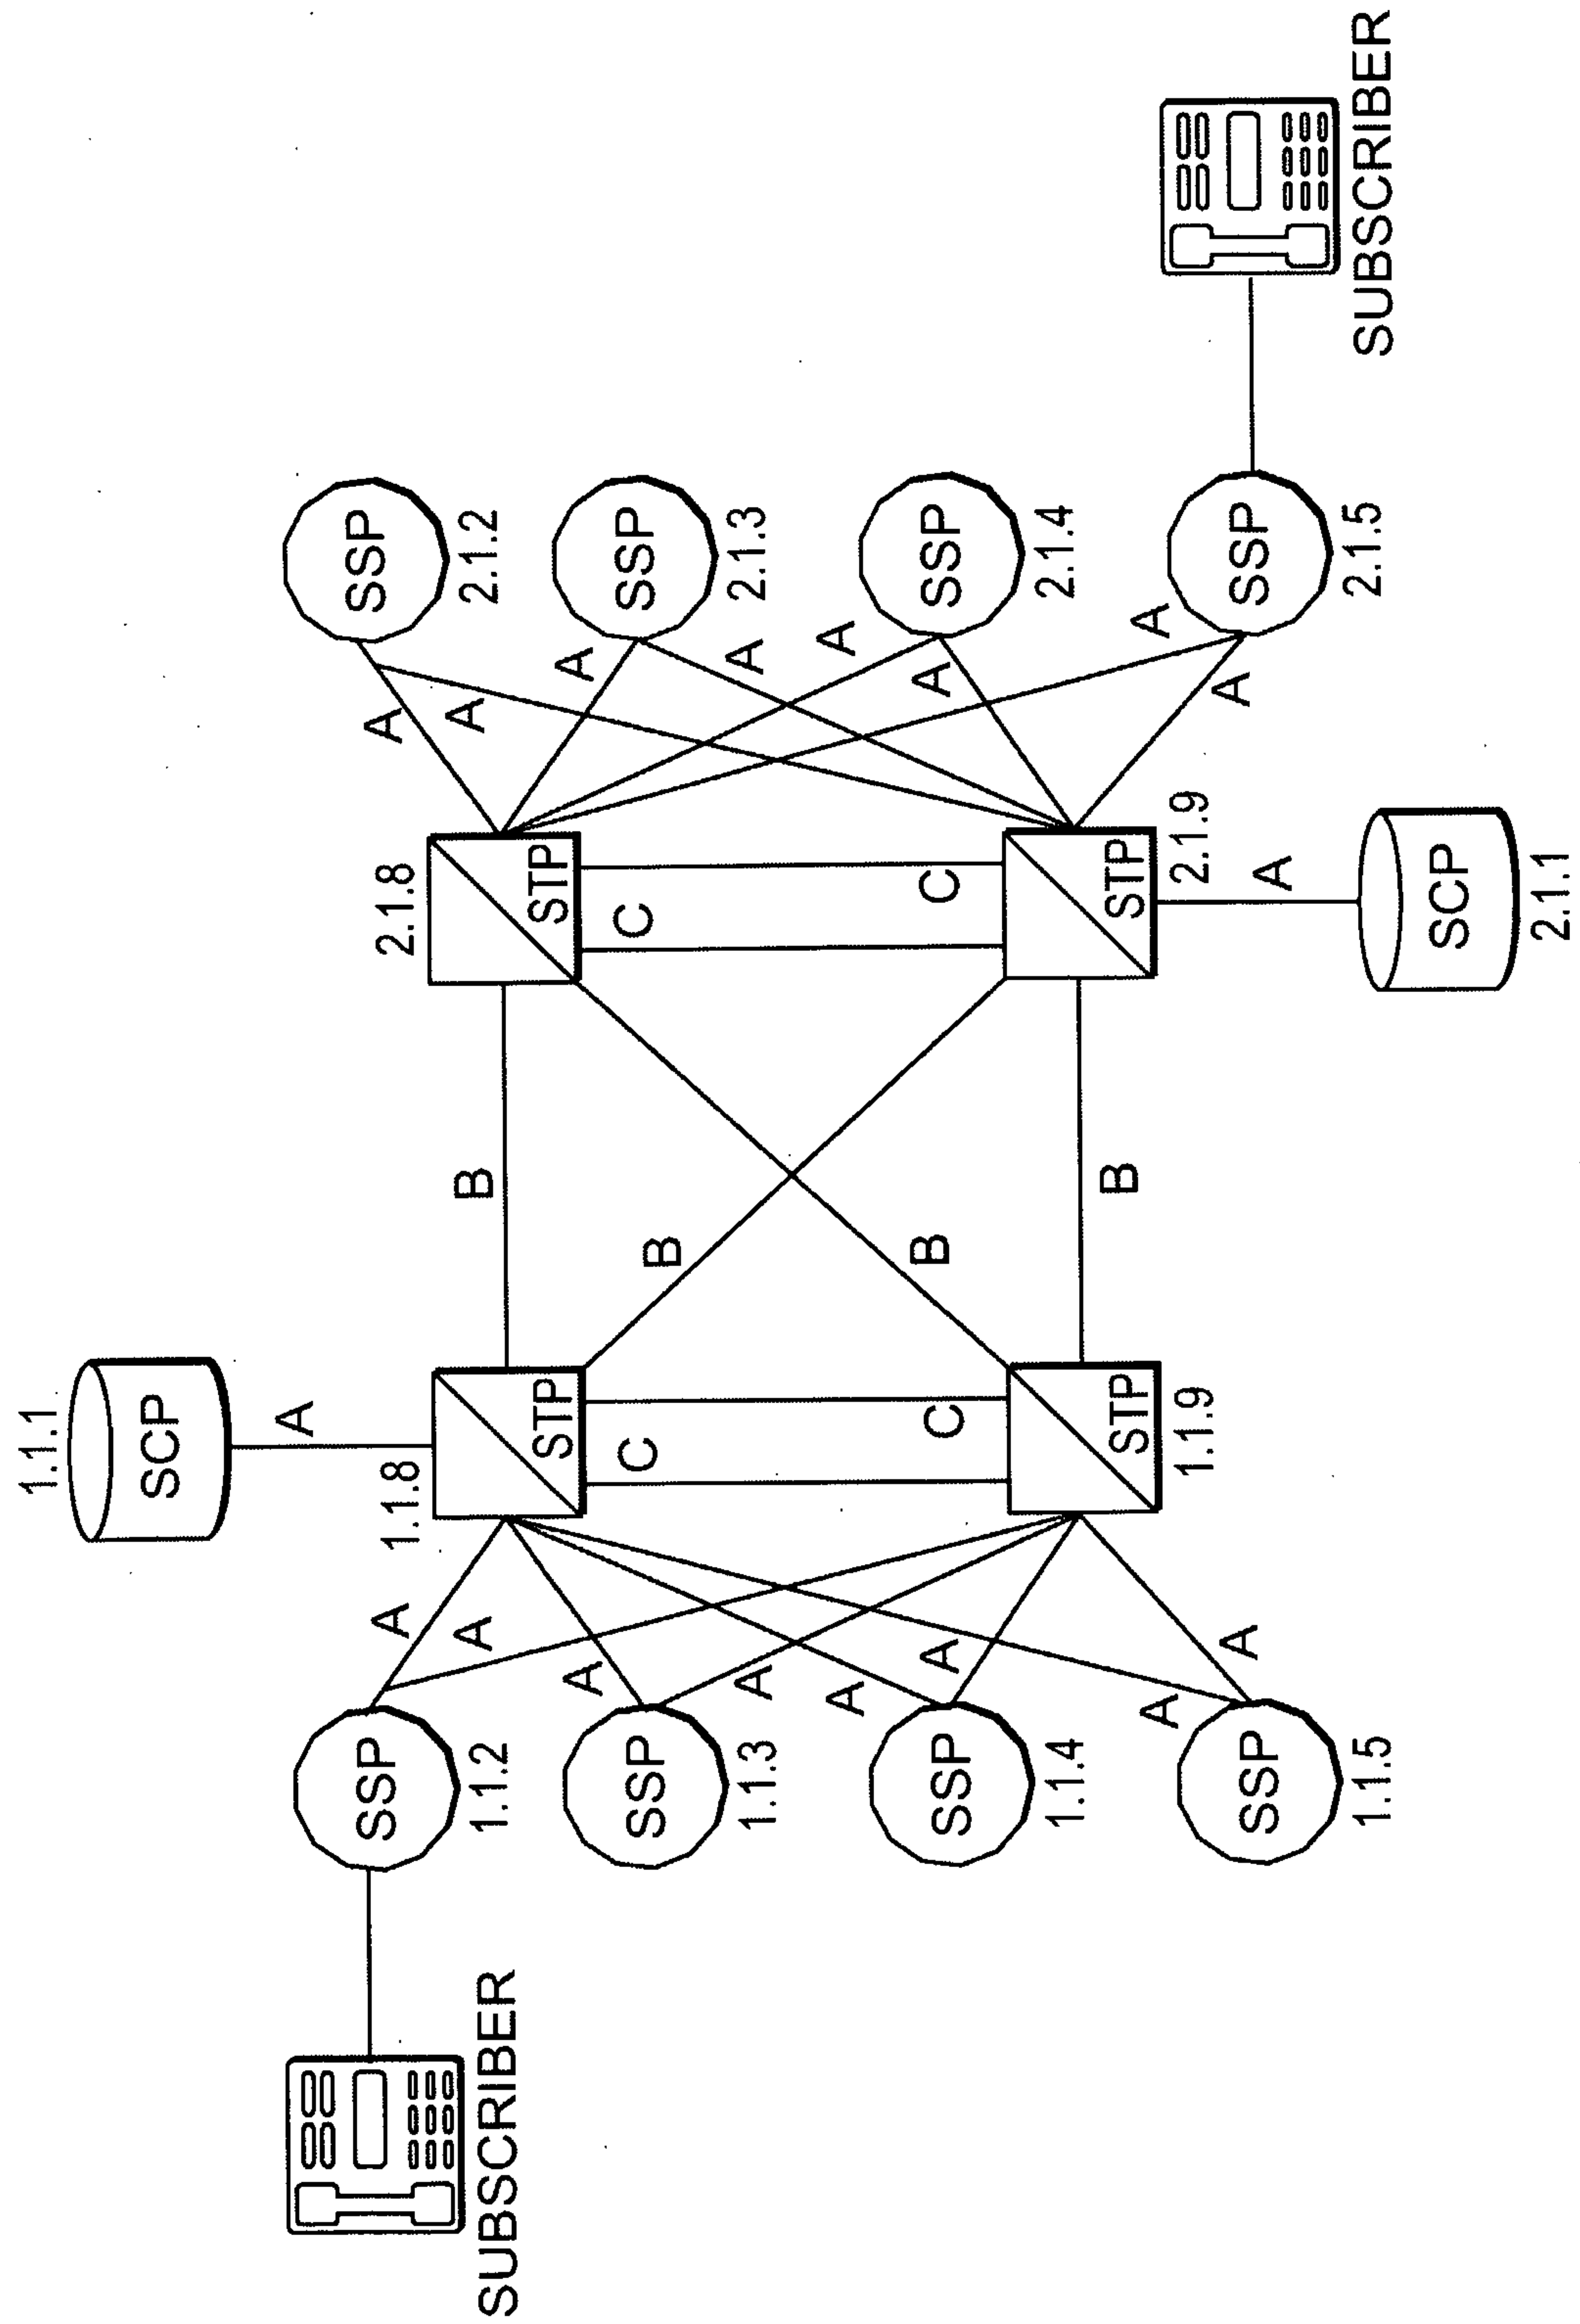 1.1.1
SCP
A
SSP
A
1.1.8
2.1.8
A
SSP
A
B
A
SUBSCRIBER
1.1.2
2.1.2
STP
STP
A
A
SSP
C
B
C
SSP
1.1.3
A
A
2.1.3
A
A
SSP
A
C
B
C
A
SSP
1.1.4
2.1.4
A
STP
B
STP
A
1.1.9
2.1.9
SSP
A
A
SSP
A
1.1.5
2.1.5
SUBSCRIBER
SCP
2.1.1